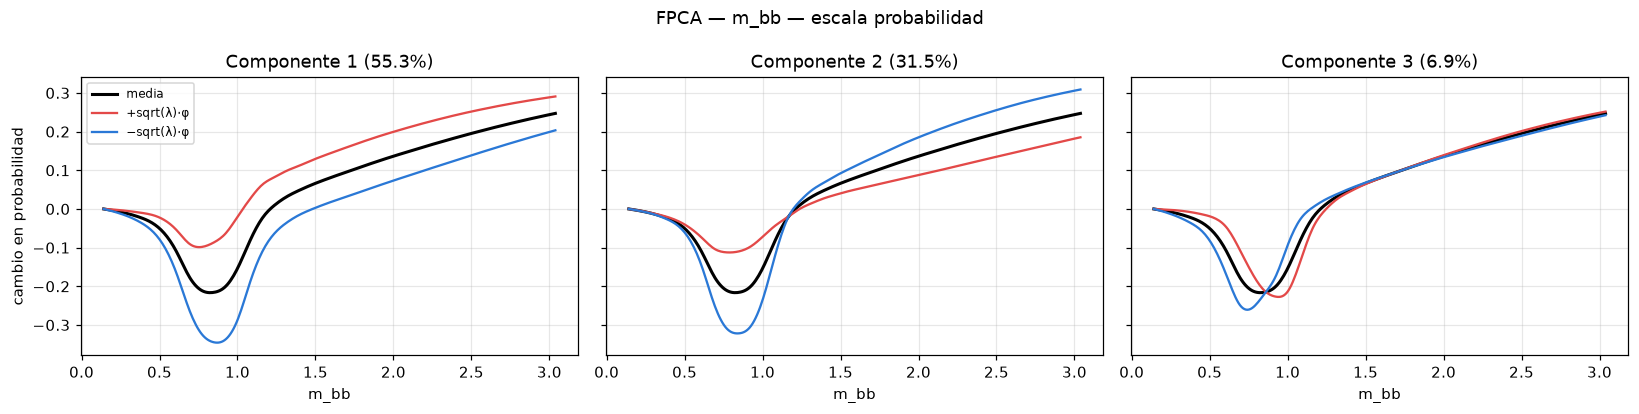 FPCA — m_bb — escala probabilidad
Componente 1 (55.3%)
Componente 2 (31.5%)
Componente 3 (6.9%)
cambio en probabilidad
0.3
0.2
0.1
0.0
−0.1
−0.2
−0.3
media
+sqrt(λ)·φ
−sqrt(λ)·φ
0.0 0.5 1.0 1.5 2.0 2.5 3.0
m_bb
0.0 0.5 1.0 1.5 2.0 2.5 3.0
m_bb
0.0 0.5 1.0 1.5 2.0 2.5 3.0
m_bb